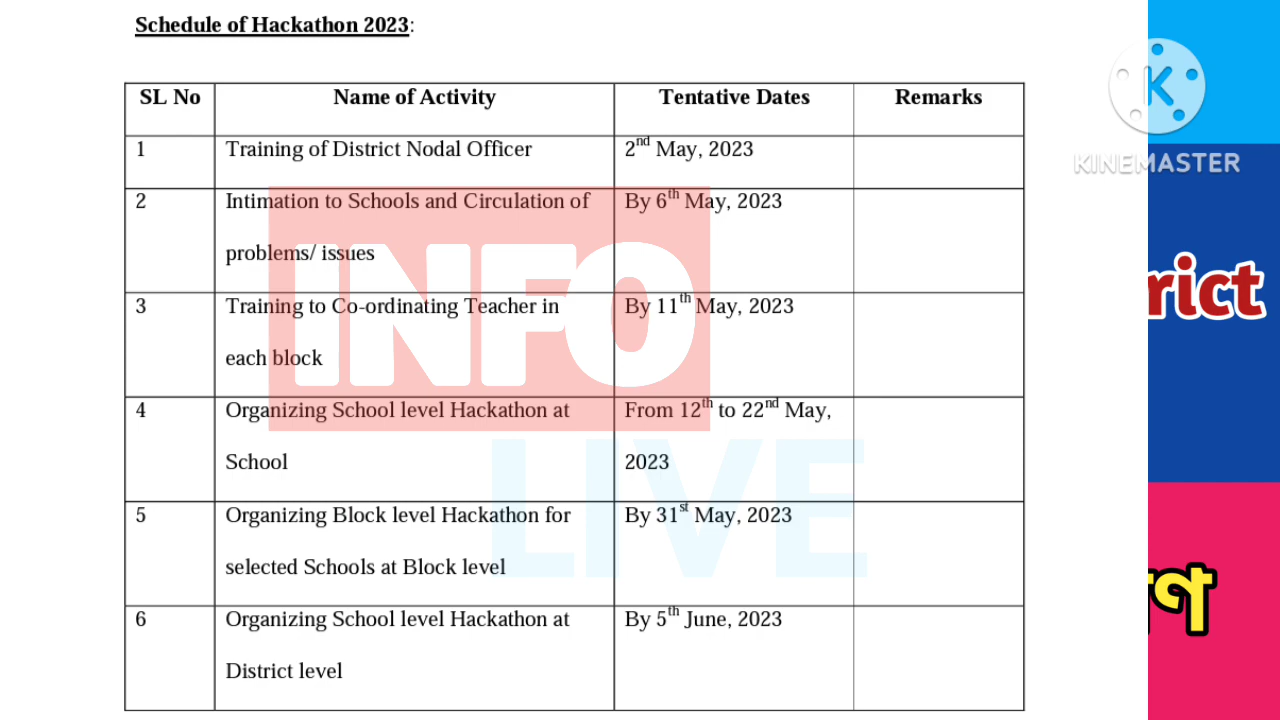 Schedule of Hackathon 2023:
SL No Name of Activity Tentative Dates Remarks
1 Training of District Nodal Officer 2nd May, 2023
2 Intimation to Schools and Circulation of By 6th May, 2023
problems/ issues
3 Training to Co-ordinating Teacher in By 11th May, 2023
each block
4 Organizing School level Hackathon at From 12th to 22nd May,
School 2023
5 Organizing Block level Hackathon for By 31st May, 2023
selected Schools at Block level
6 Organizing School level Hackathon at By 5th June, 2023
District level
INFO
LIVE
K
KINEMASTER
rict